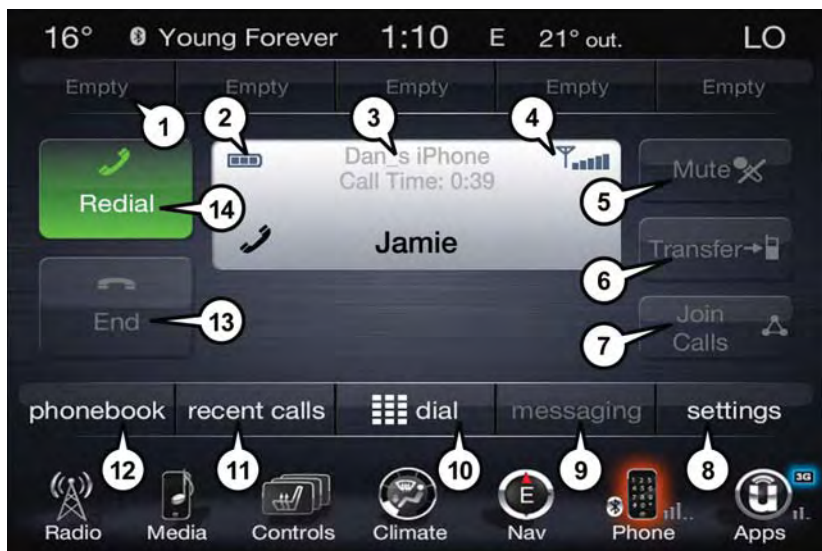 16° Young Forever 1:10 E 21° out. LO
Empty Empty Empty Empty Empty
1 2 3 4
Dan_s iPhone
Call Time: 0:39
Redial 14 Mute 5
Jamie
Transfer 6
End 13
Join
Calls 7
phonebook recent calls dial messaging settings
12 11 10 9 8
3G
E
Radio Media Controls Climate Nav Phone Apps